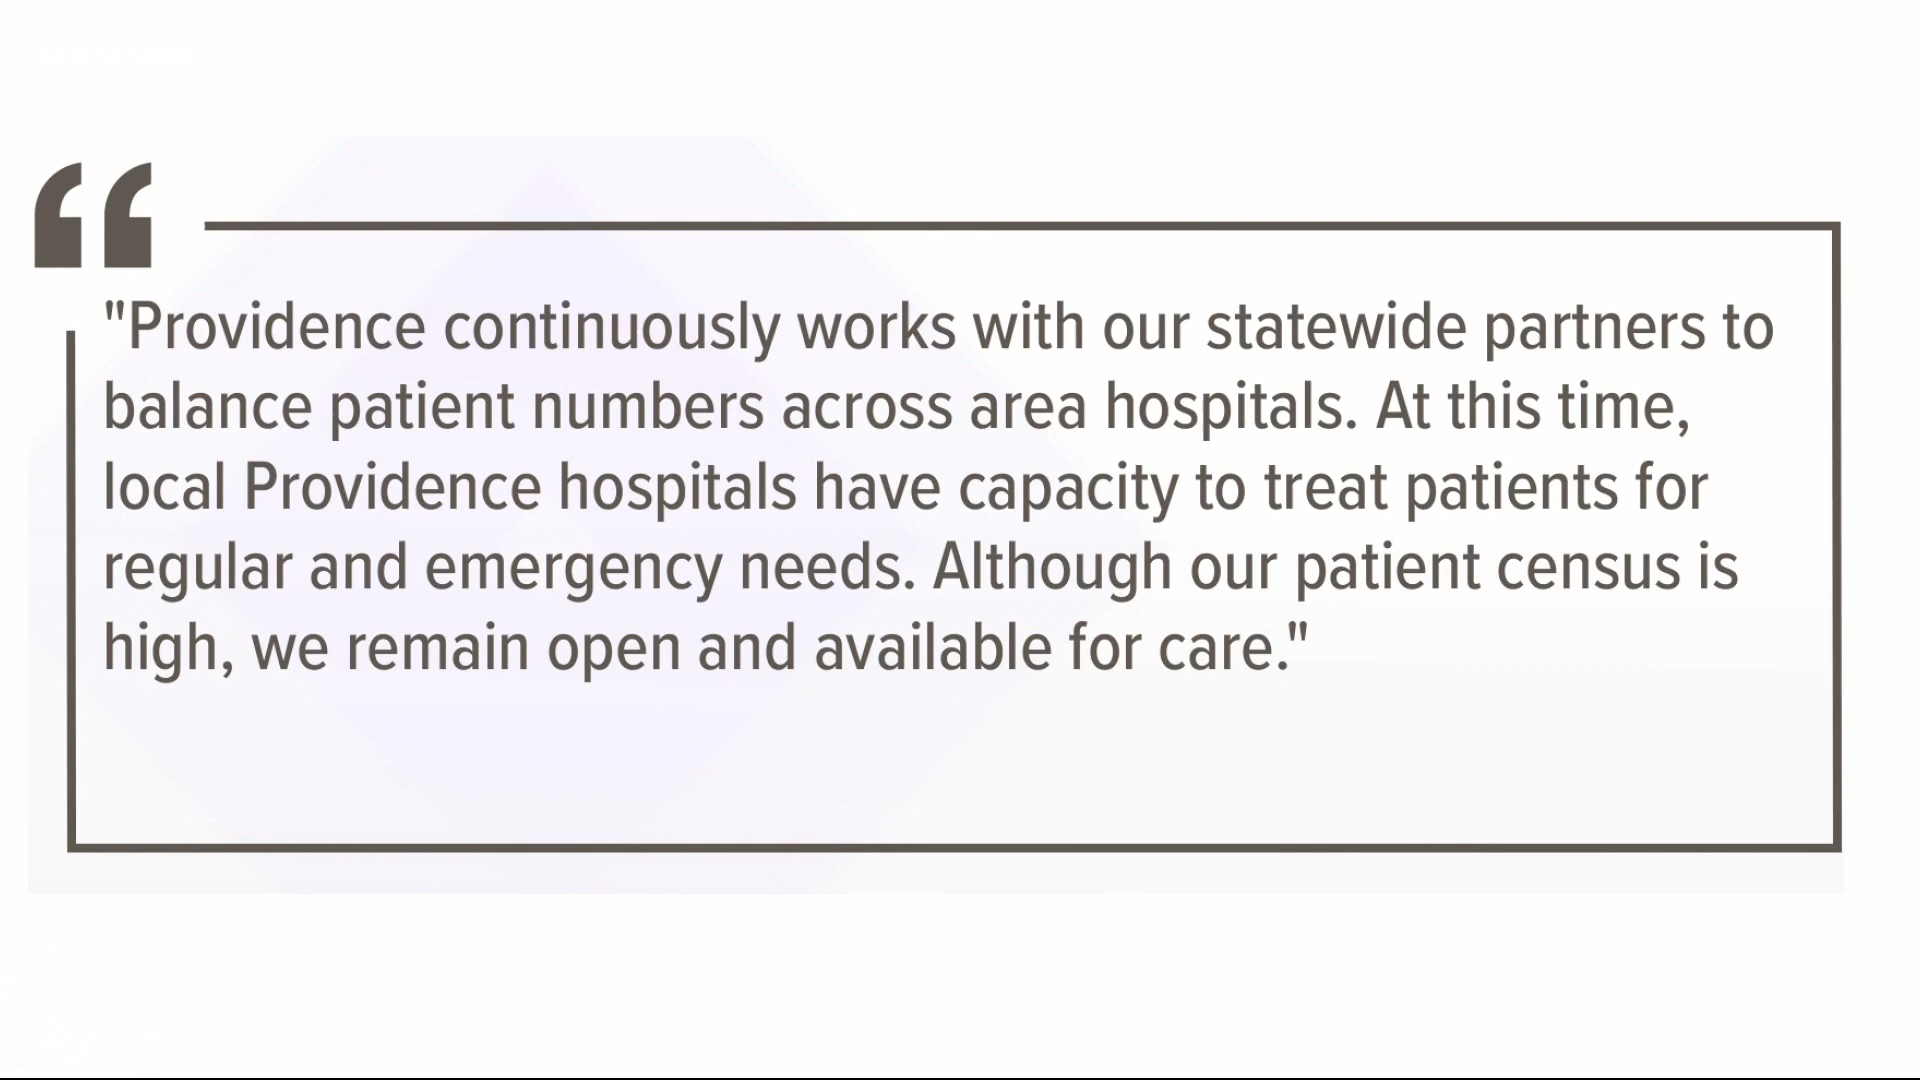 "Providence continuously works with our statewide partners to
balance patient numbers across area hospitals. At this time,
local Providence hospitals have capacity to treat patients for
regular and emergency needs. Although our patient census is
high, we remain open and available for care."